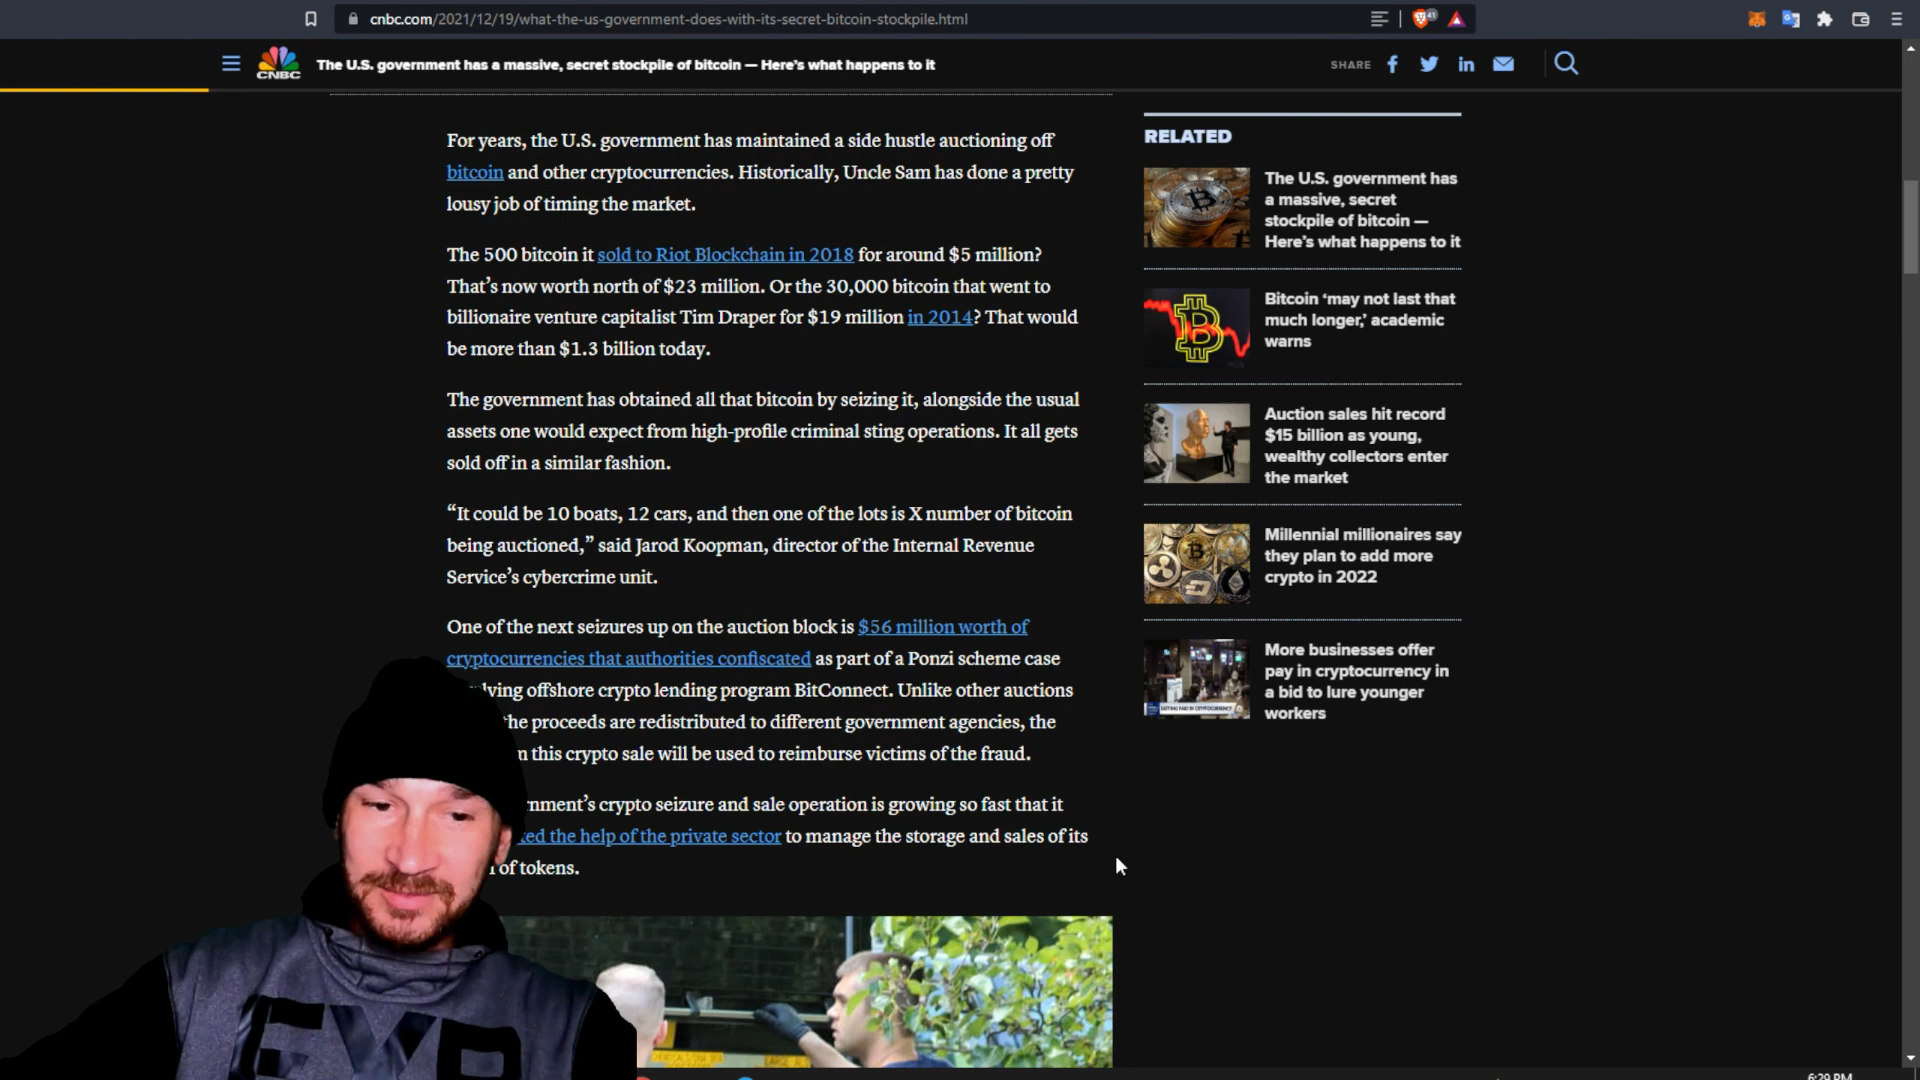 cnbc.com/2021/12/19/what-the-us-government-does-with-its-secret-bitcoin-stockpile.html
41
CNBC
The U.S. government has a massive, secret stockpile of bitcoin — Here’s what happens to it
SHARE
For years, the U.S. government has maintained a side hustle auctioning off
bitcoin and other cryptocurrencies. Historically, Uncle Sam has done a pretty
lousy job of timing the market.
The 500 bitcoin it sold to Riot Blockchain in 2018 for around $5 million?
That’s now worth north of $23 million. Or the 30,000 bitcoin that went to
billionaire venture capitalist Tim Draper for $19 million in 2014? That would
be more than $1.3 billion today.
The government has obtained all that bitcoin by seizing it, alongside the usual
assets one would expect from high-profile criminal sting operations. It all gets
sold off in a similar fashion.
“It could be 10 boats, 12 cars, and then one of the lots is X number of bitcoin
being auctioned,” said Jarod Koopman, director of the Internal Revenue
Service’s cybercrime unit.
One of the next seizures up on the auction block is $56 million worth of
cryptocurrencies that authorities confiscated as part of a Ponzi scheme case
offshore crypto lending program BitConnect. Unlike other auctions
the proceeds are redistributed to different government agencies, the
this crypto sale will be used to reimburse victims of the fraud.
crypto seizure and sale operation is growing so fast that it
the help of the private sector to manage the storage and sales of its
of tokens.
RELATED
The U.S. government has
a massive, secret
stockpile of bitcoin —
Here’s what happens to it
Bitcoin ‘may not last that
much longer,’ academic
warns
Auction sales hit record
$15 billion as young,
wealthy collectors enter
the market
Millennial millionaires say
they plan to add more
crypto in 2022
More businesses offer
pay in cryptocurrency in
a bid to lure younger
workers
GETTING PAID IN CRYPTOCURRENCY
6:29 PM